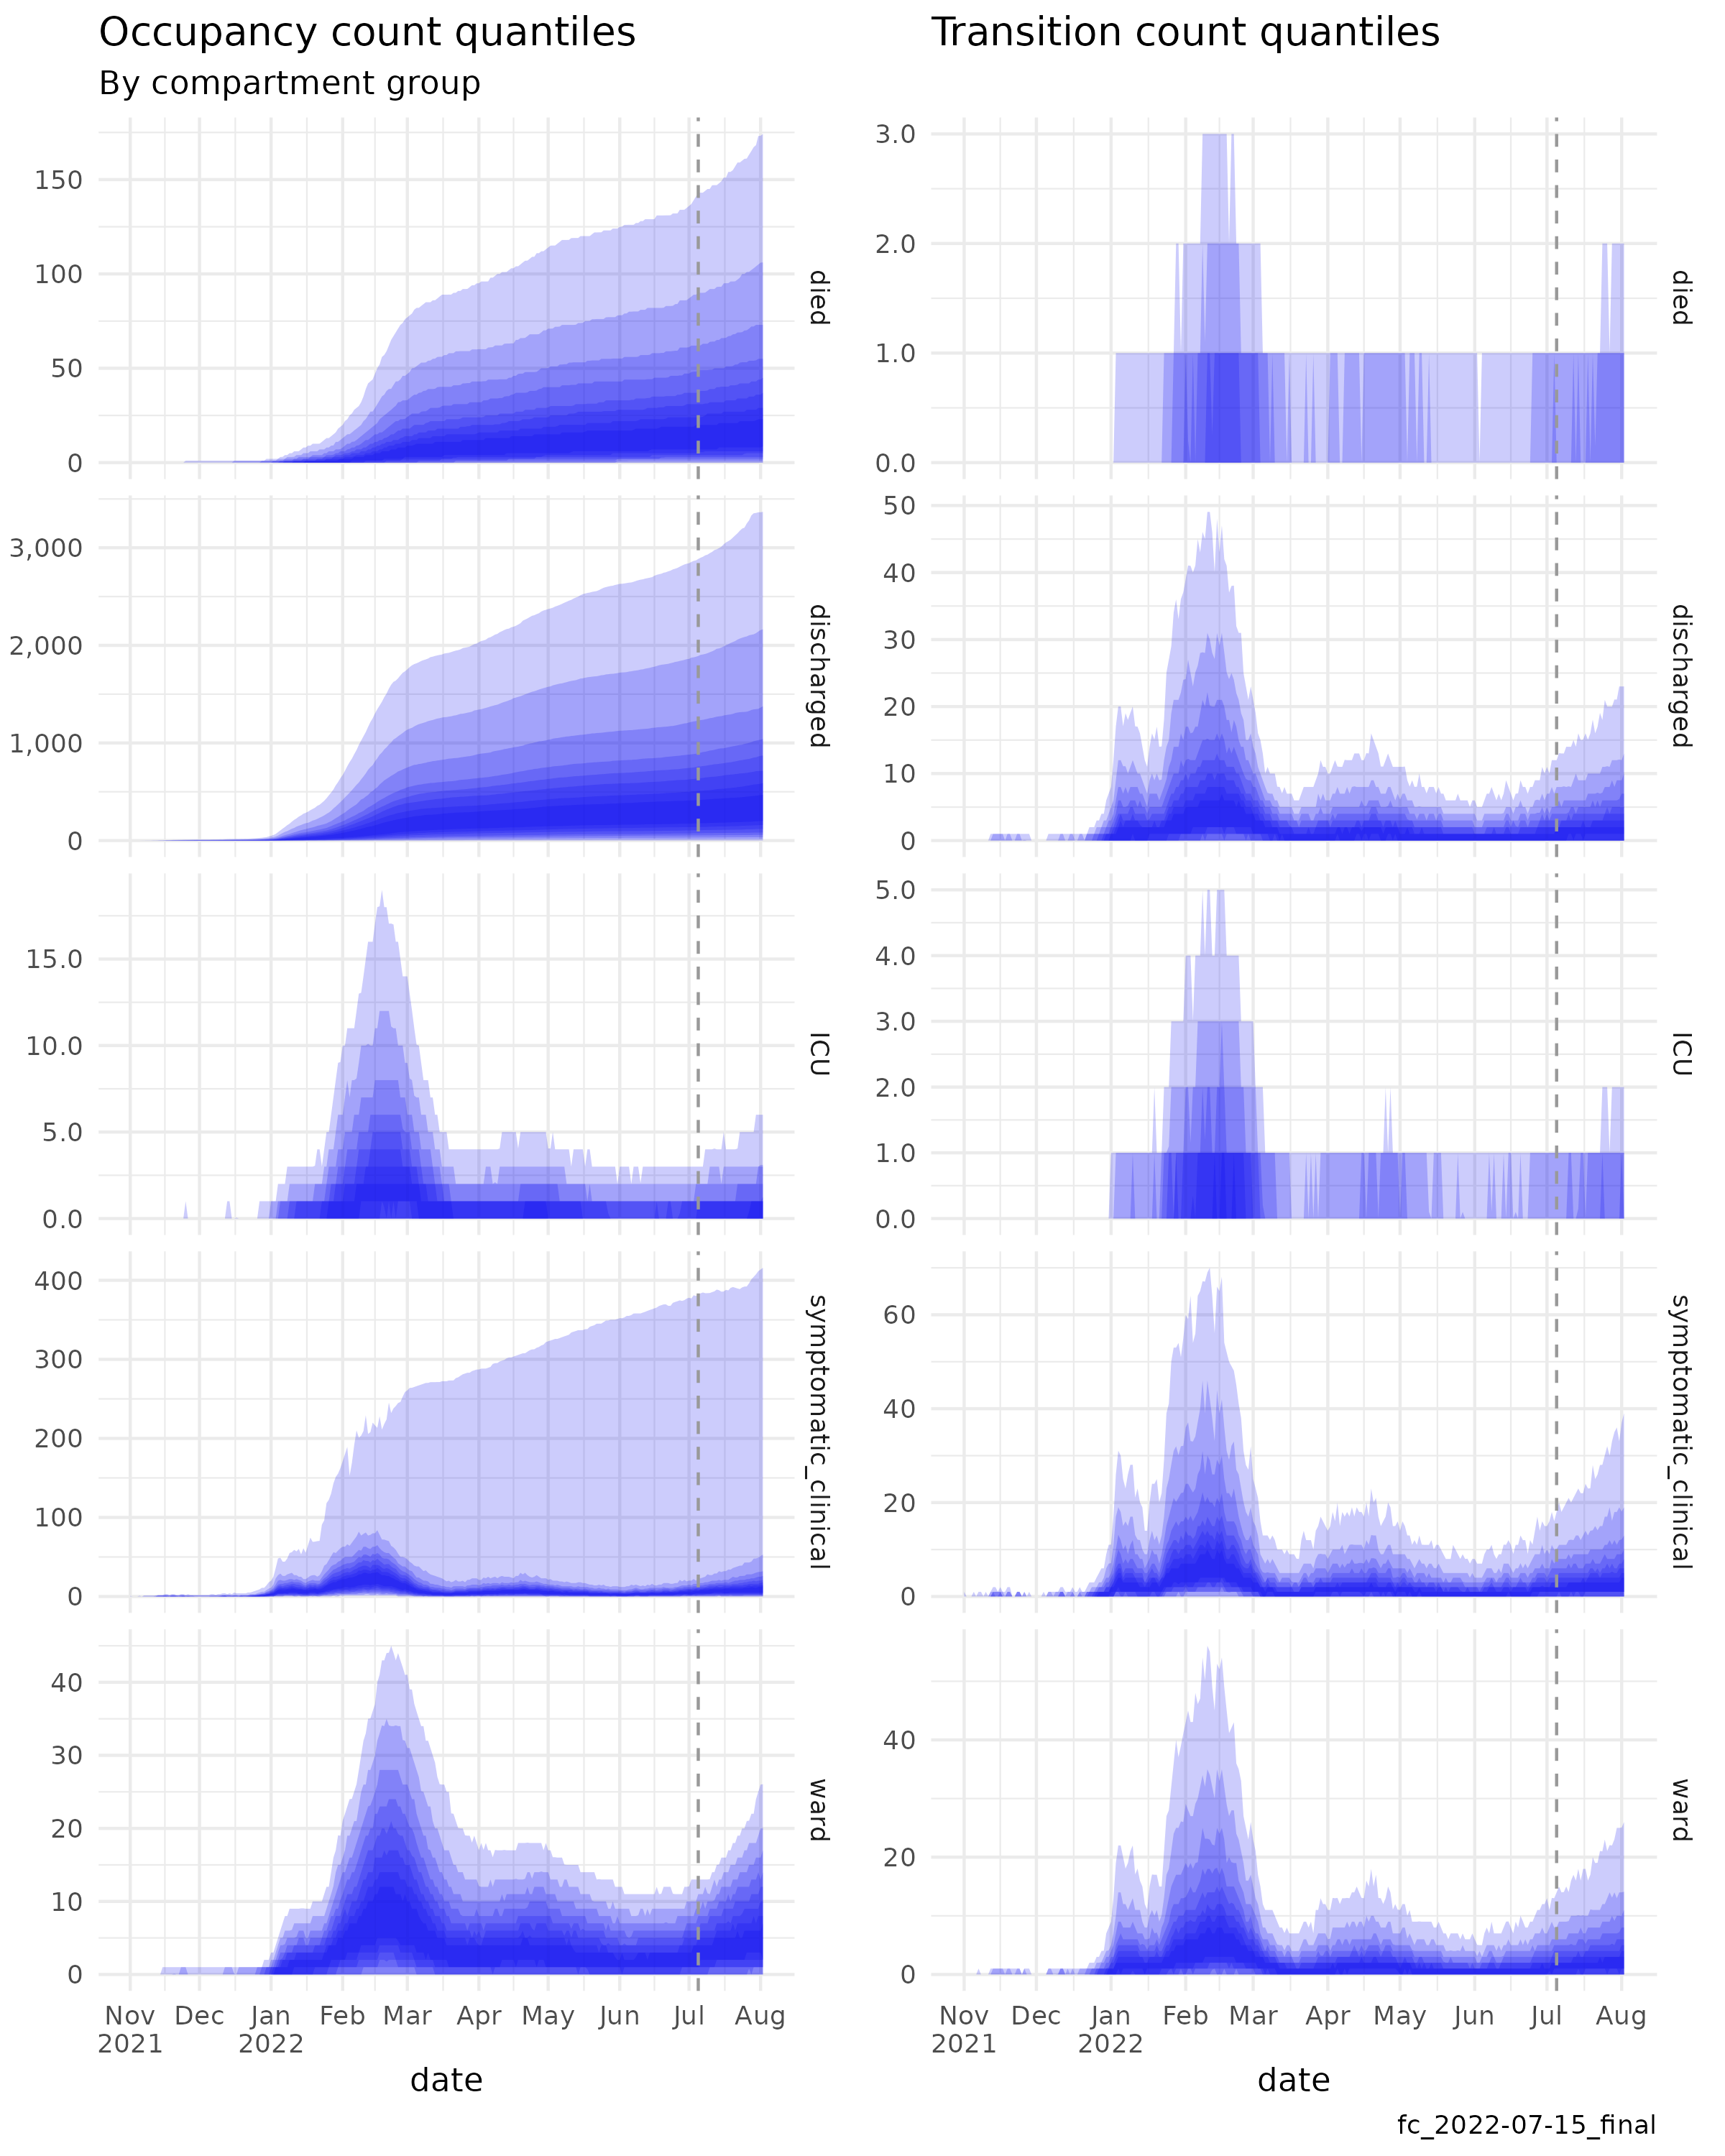 Occupancy count quantiles
By compartment group
150
100
50
0
died
3,000
2,000
1,000
0
discharged
15.0
10.0
5.0
0.0
ICU
400
300
200
100
0
symptomatic_clinical
40
30
20
10
0
ward
Nov Dec Jan Feb Mar Apr May Jun Jul Aug
2021 2022
date
Transition count quantiles
3.0
2.0
1.0
0.0
died
50
40
30
20
10
0
discharged
5.0
4.0
3.0
2.0
1.0
0.0
ICU
60
40
20
0
symptomatic_clinical
40
20
0
ward
Nov Dec Jan Feb Mar Apr May Jun Jul Aug
2021 2022
date
fc_2022-07-15_final